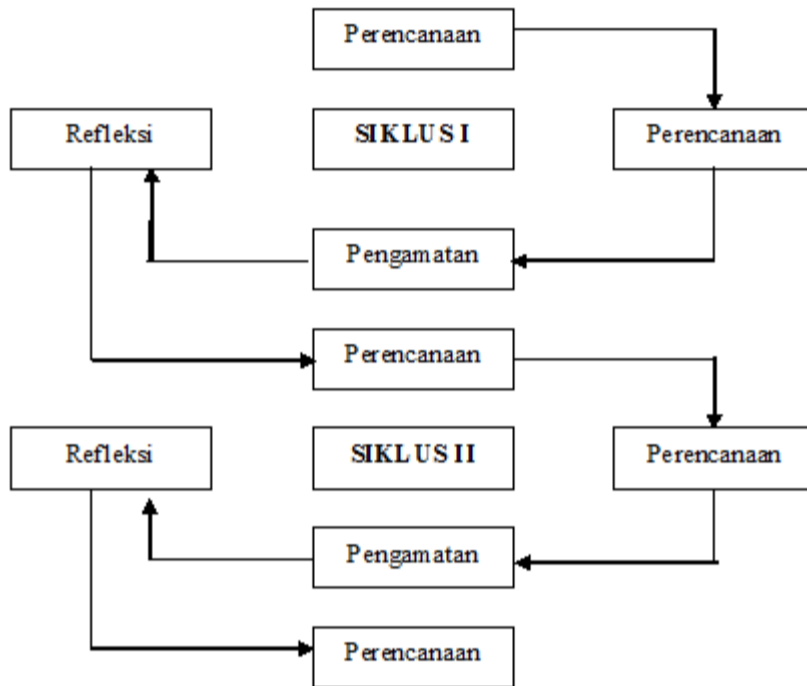 Perencanaan
Refleksi
SIKLUS I
Perencanaan
Pengamatan
Perencanaan
Refleksi
SIKLUS II
Perencanaan
Pengamatan
Perencanaan